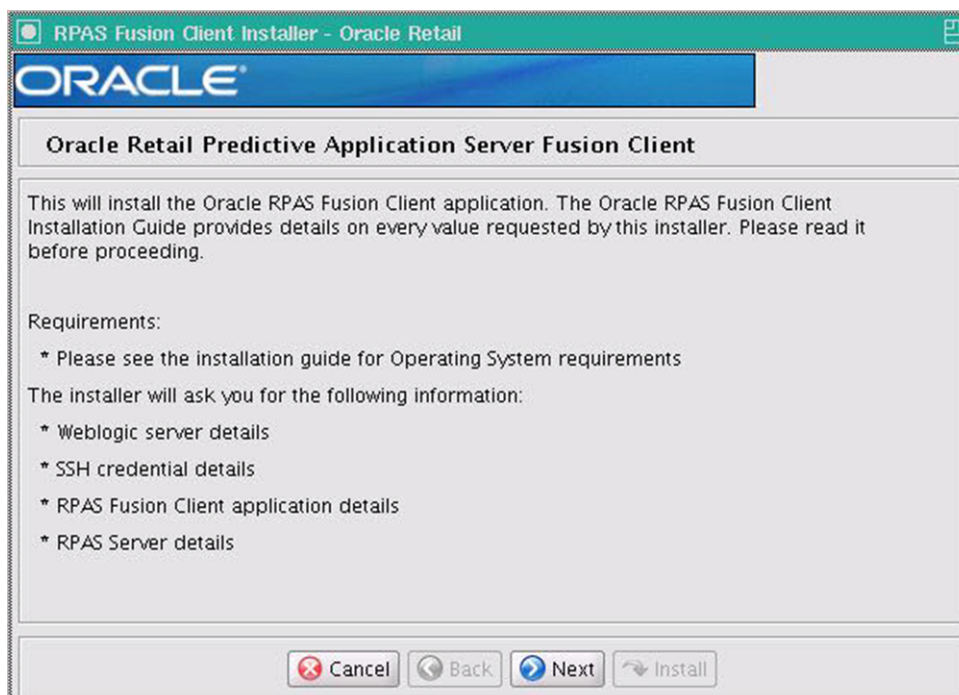 RPAS Fusion Client Installer - Oracle Retail
ORACLE®
Oracle Retail Predictive Application Server Fusion Client
This will install the Oracle RPAS Fusion Client application. The Oracle RPAS Fusion Client
Installation Guide provides details on every value requested by this installer. Please read it
before proceeding.
Requirements:
* Please see the installation guide for Operating System requirements
The installer will ask you for the following information:
* Weblogic server details
* SSH credential details
* RPAS Fusion Client application details
* RPAS Server details
Cancel Back Next Install